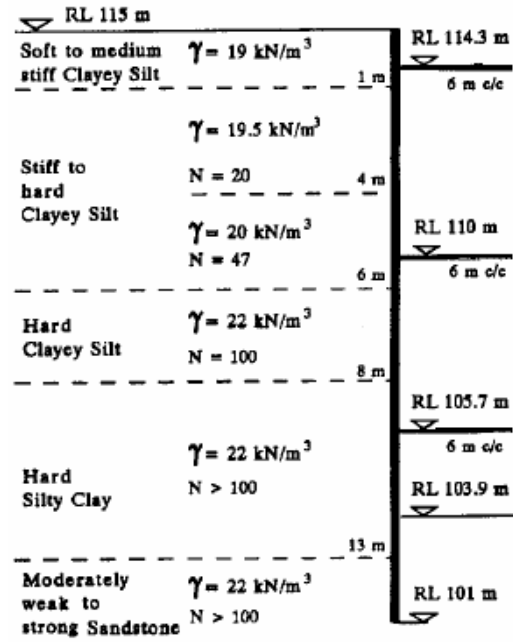 RL 115 m
Soft to medium
stiff Clayey Silt
γ = 19 kN/m³
1 m
RL 114.3 m
6 m c/c
γ = 19.5 kN/m³
Stiff to
hard
Clayey Silt
N = 20
4 m
γ = 20 kN/m³
N = 47
RL 110 m
6 m c/c
6 m
Hard
Clayey Silt
γ = 22 kN/m³
N = 100
8 m
RL 105.7 m
6 m c/c
Hard
Silty Clay
γ = 22 kN/m³
N > 100
RL 103.9 m
13 m
Moderately
weak to
strong Sandstone
γ = 22 kN/m³
N > 100
RL 101 m